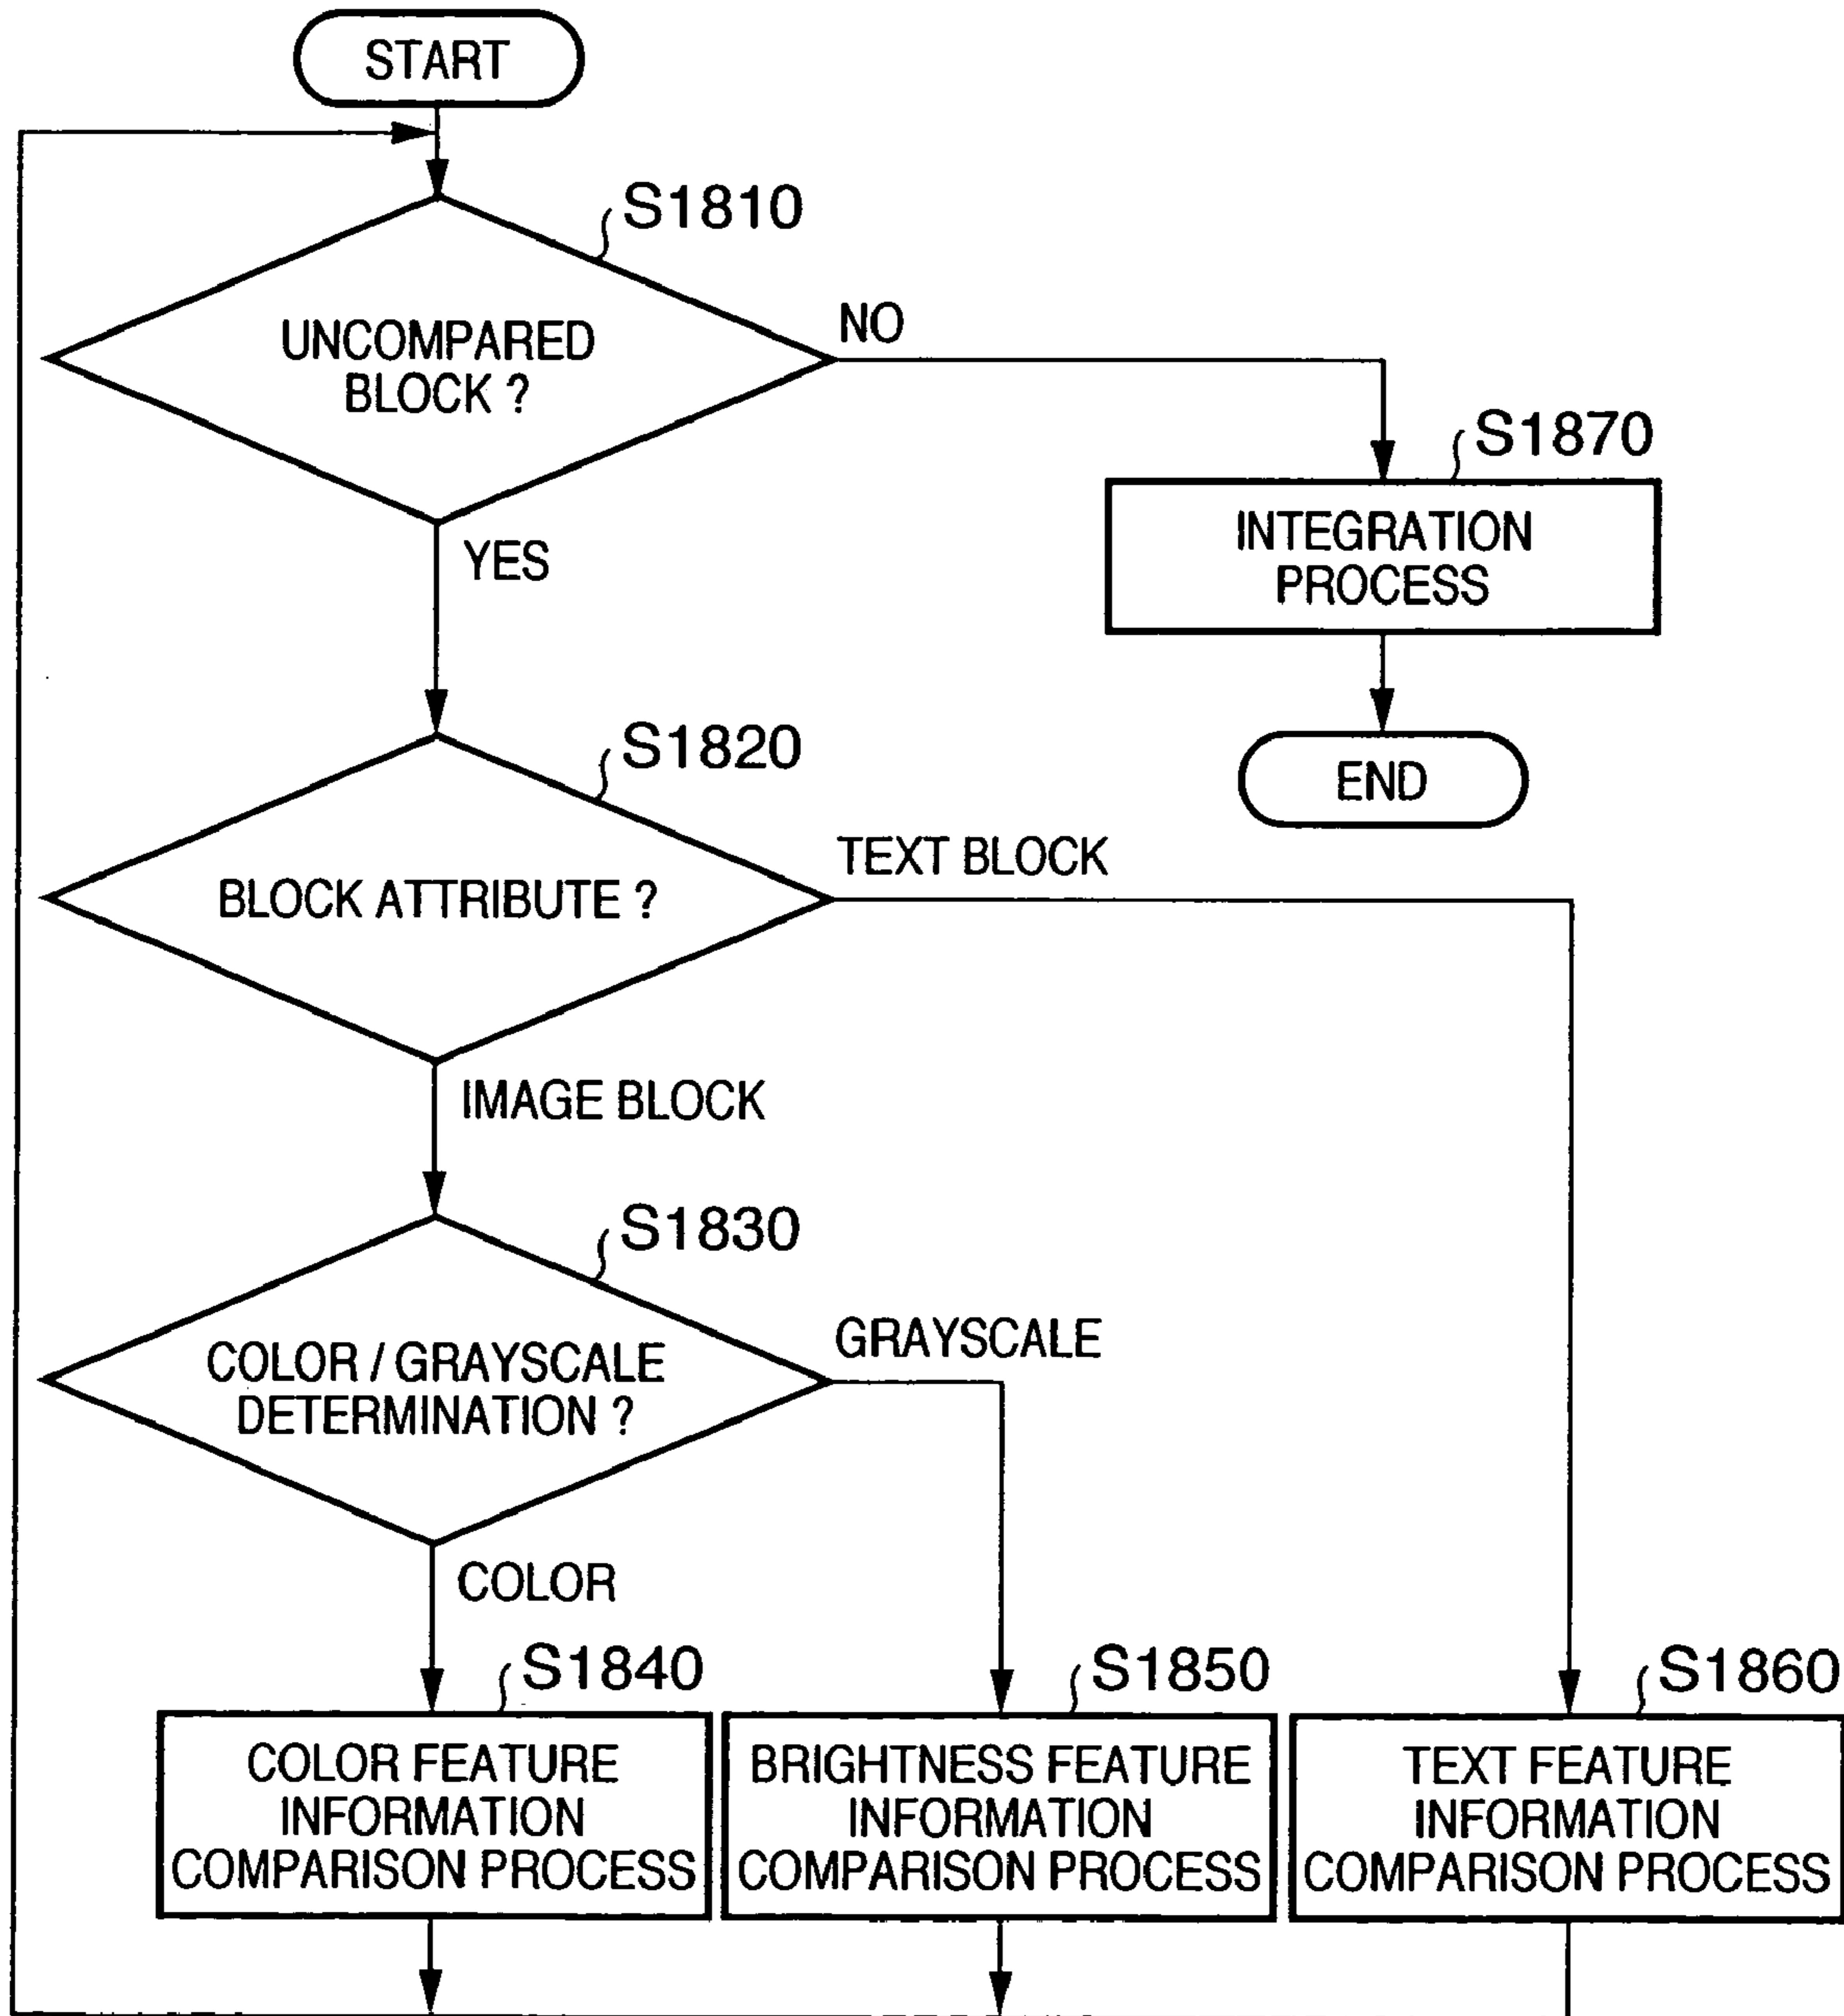 START
S1810
UNCOMPARED
BLOCK ?
NO
YES
S1870
INTEGRATION
PROCESS
END
S1820
BLOCK ATTRIBUTE ?
TEXT BLOCK
IMAGE BLOCK
S1830
COLOR / GRAYSCALE
DETERMINATION ?
GRAYSCALE
COLOR
S1840
COLOR FEATURE
INFORMATION
COMPARISON PROCESS
S1850
BRIGHTNESS FEATURE
INFORMATION
COMPARISON PROCESS
S1860
TEXT FEATURE
INFORMATION
COMPARISON PROCESS